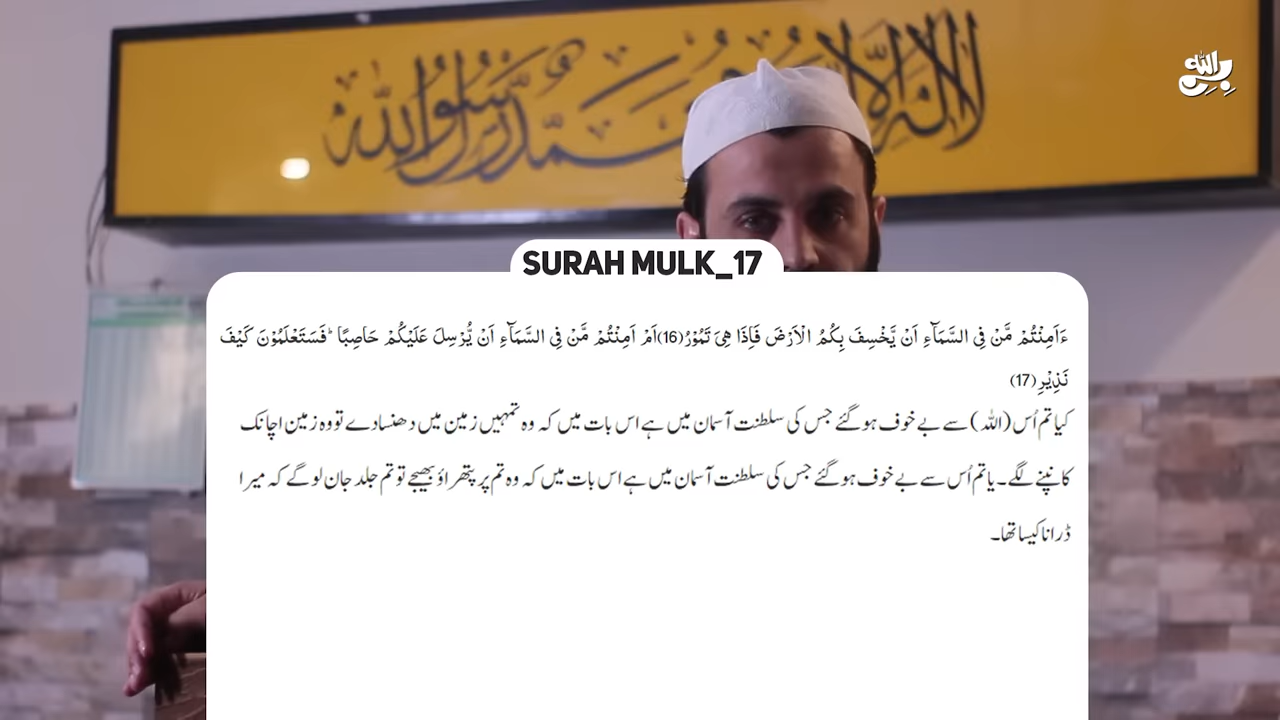 لا إله إلا الله محمد رسول الله
بسم الله
SURAH MULK_17
ءَاَمِنْتُمْ مَّنْ فِی السَّمَآءِ اَنْ یَّخْسِفَ بِكُمُ الْاَرْضَ فَاِذَا هِیَ تَمُوْرُ(16)اَمْ اَمِنْتُمْ مَّنْ فِی السَّمَآءِ اَنْ یُّرْسِلَ عَلَیْكُمْ حَاصِبًاؕ-فَسَتَعْلَمُوْنَ كَیْفَ
نَذِیْرِ(17)
کیا تم اُس (اللہ) سے بے خوف ہوگئے جس کی سلطنت آسمان میں ہے اس بات میں کہ وہ تمہیں زمین میں دھنسا دے تو وہ زمین اچانک
کانپنے لگے۔ یا تم اُس سے بے خوف ہوگئے جس کی سلطنت آسمان میں ہے اس بات میں کہ وہ تم پر پتھراؤ بھیجے تو تم جلد جان لو گے کہ میرا
ڈرانا کیسا تھا۔